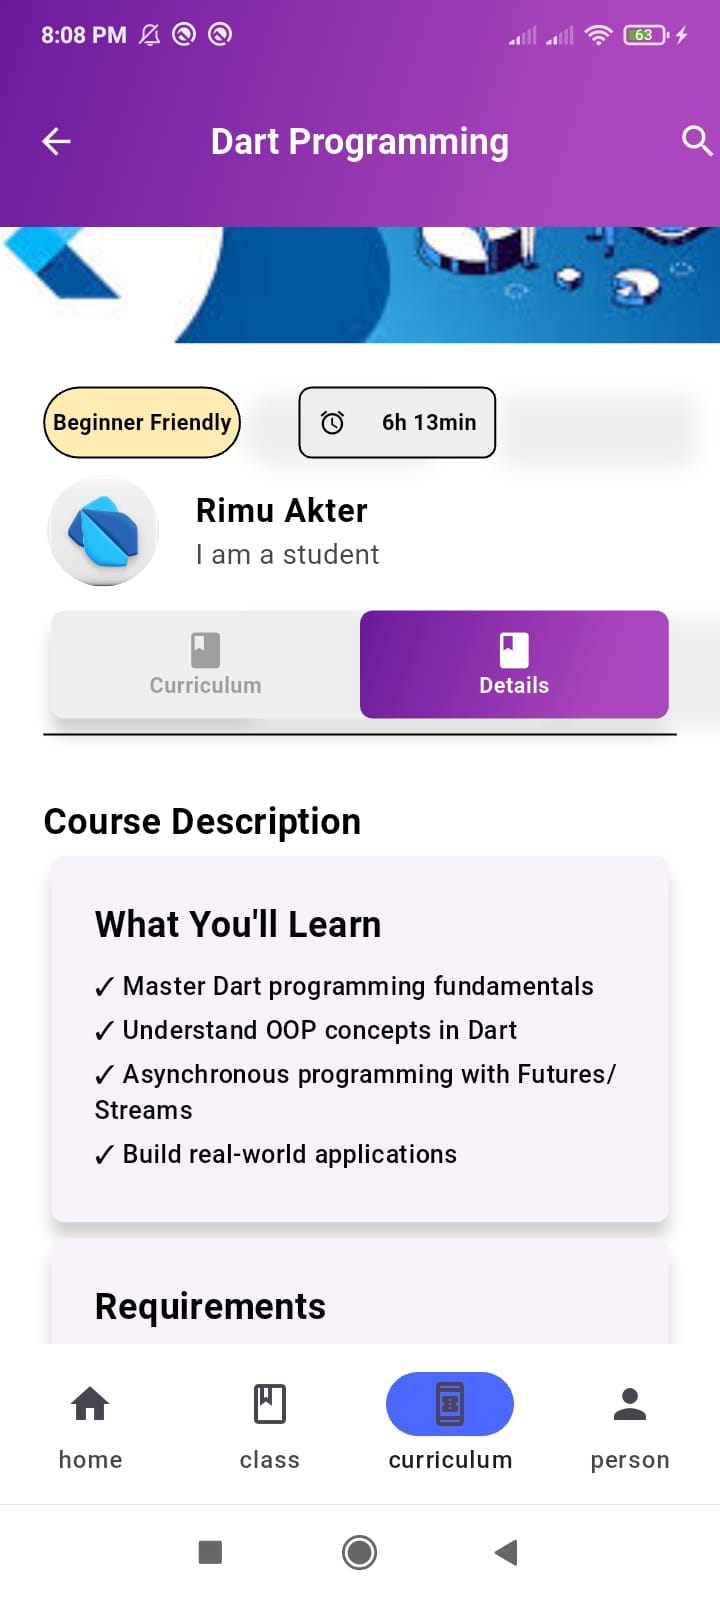 8:08 PM
63
Dart Programming
Beginner Friendly
6h 13min
Rimu Akter
I am a student
Curriculum
Details
Course Description
What You'll Learn
✓ Master Dart programming fundamentals
✓ Understand OOP concepts in Dart
✓ Asynchronous programming with Futures/
Streams
✓ Build real-world applications
Requirements
home
class
curriculum
person